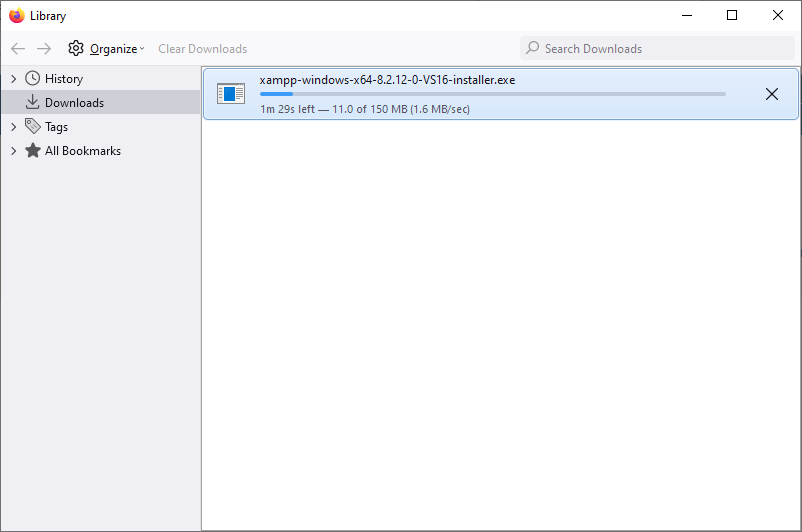 Library
Organize Clear Downloads Search Downloads
History
Downloads
Tags
All Bookmarks
xampp-windows-x64-8.2.12-0-VS16-installer.exe
1m 29s left — 11.0 of 150 MB (1.6 MB/sec)